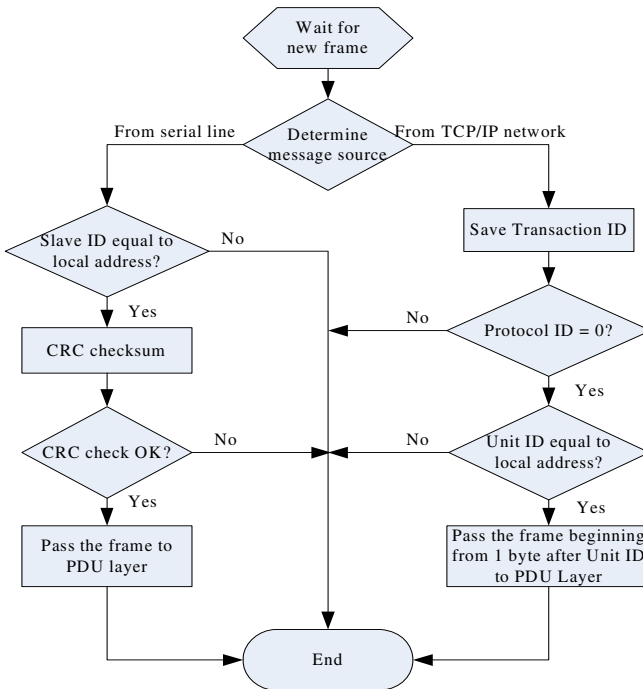 Wait for
new frame
From serial line
Determine
message source
From TCP/IP network
Slave ID equal to
local address?
No
Save Transaction ID
Yes
No
Protocol ID = 0?
CRC checksum
Yes
CRC check OK?
No
No
Unit ID equal to
local address?
Yes
Yes
Pass the frame to
PDU layer
Pass the frame beginning
from 1 byte after Unit ID
to PDU Layer
End